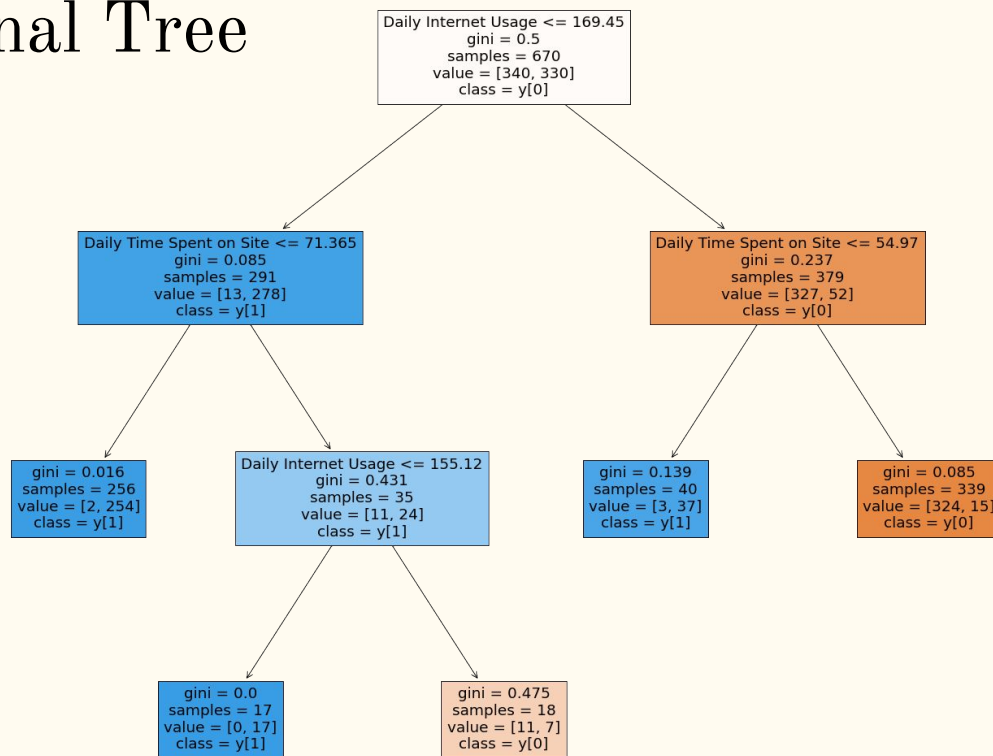 nal Tree
Daily Internet Usage <= 169.45
gini = 0.5
samples = 670
value = [340, 330]
class = y[0]
Daily Time Spent on Site <= 71.365
gini = 0.085
samples = 291
value = [13, 278]
class = y[1]
Daily Time Spent on Site <= 54.97
gini = 0.237
samples = 379
value = [327, 52]
class = y[0]
gini = 0.016
samples = 256
value = [2, 254]
class = y[1]
Daily Internet Usage <= 155.12
gini = 0.431
samples = 35
value = [11, 24]
class = y[1]
gini = 0.139
samples = 40
value = [3, 37]
class = y[1]
gini = 0.085
samples = 339
value = [324, 15]
class = y[0]
gini = 0.0
samples = 17
value = [0, 17]
class = y[1]
gini = 0.475
samples = 18
value = [11, 7]
class = y[0]